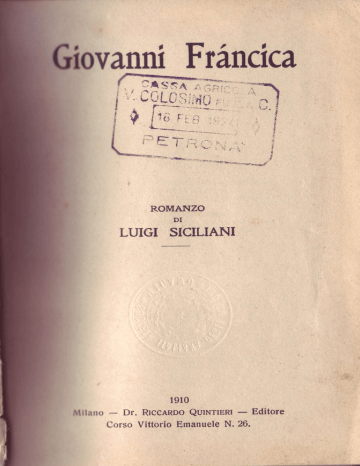 Giovanni Fráncica
CASSA AGRICOLA
V. COLOSIMO & C.
16 FEB
PETRONÀ
ROMANZO
DI
LUIGI SICILIANI
1910
Milano — Dr. RICCARDO QUINTIERI — Editore
Corso Vittorio Emanuele N. 26.